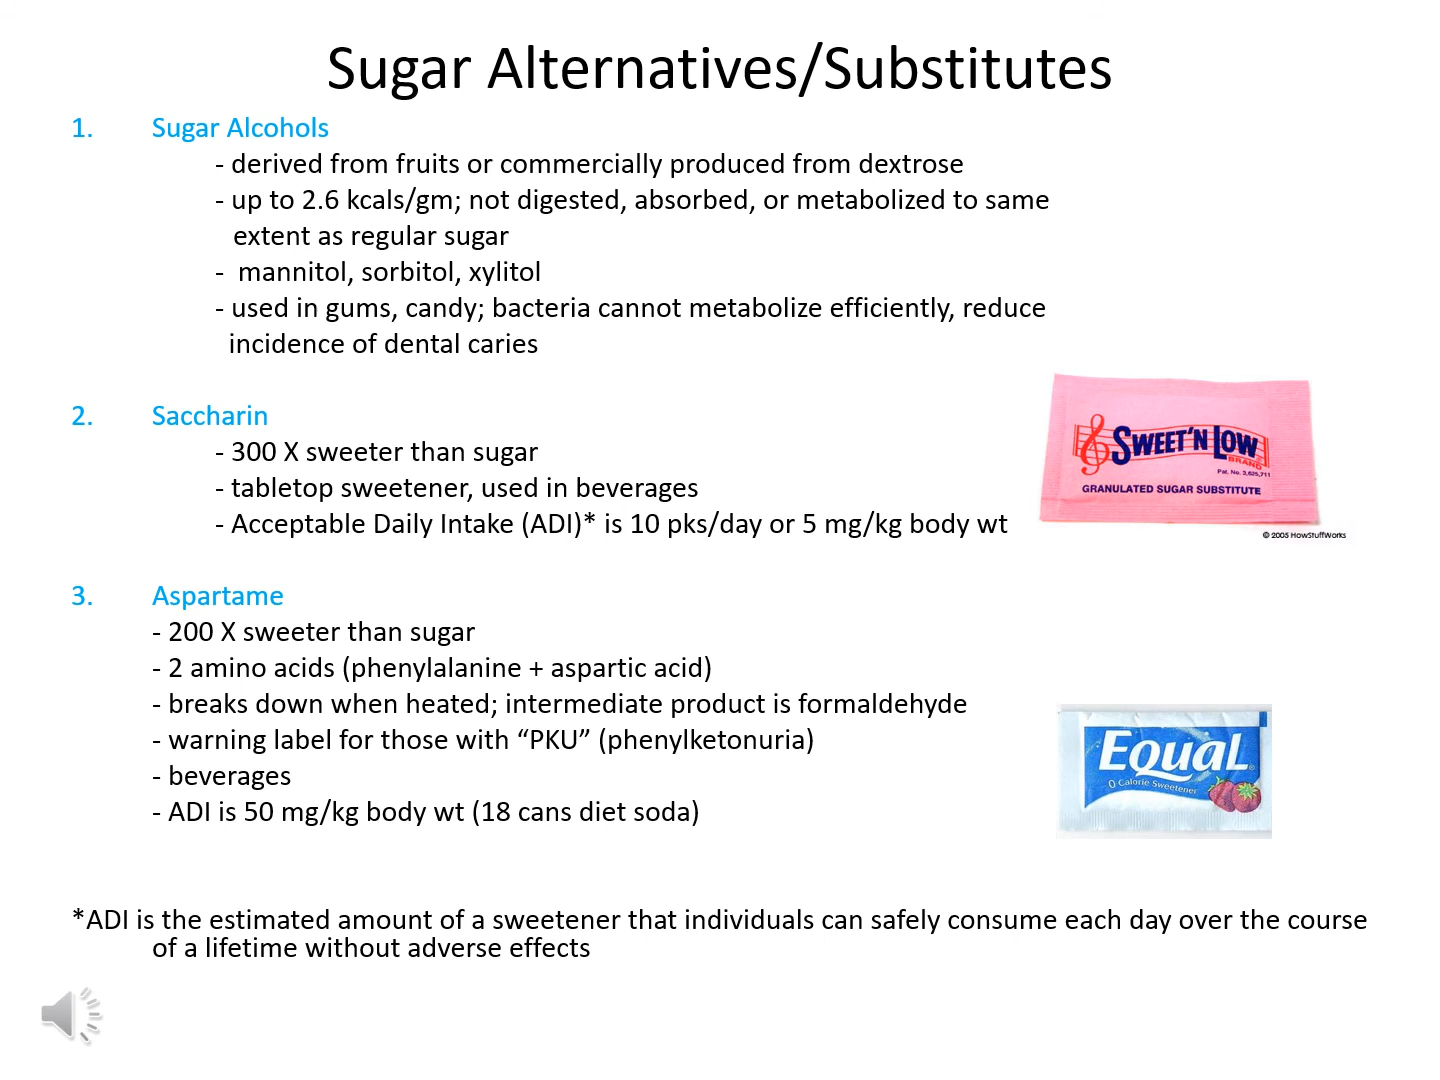 Sugar Alternatives/Substitutes
1. Sugar Alcohols
- derived from fruits or commercially produced from dextrose
- up to 2.6 kcals/gm; not digested, absorbed, or metabolized to same
extent as regular sugar
- mannitol, sorbitol, xylitol
- used in gums, candy; bacteria cannot metabolize efficiently, reduce
incidence of dental caries
2. Saccharin
- 300 X sweeter than sugar
- tabletop sweetener, used in beverages
- Acceptable Daily Intake (ADI)* is 10 pks/day or 5 mg/kg body wt
SWEET'N LOW
BRAND
Pat. No. 3,625,711
GRANULATED SUGAR SUBSTITUTE
© 2005 HowStuffWorks
3. Aspartame
- 200 X sweeter than sugar
- 2 amino acids (phenylalanine + aspartic acid)
- breaks down when heated; intermediate product is formaldehyde
- warning label for those with “PKU” (phenylketonuria)
- beverages
- ADI is 50 mg/kg body wt (18 cans diet soda)
EQUAL
0 Calorie Sweetener
*ADI is the estimated amount of a sweetener that individuals can safely consume each day over the course
of a lifetime without adverse effects